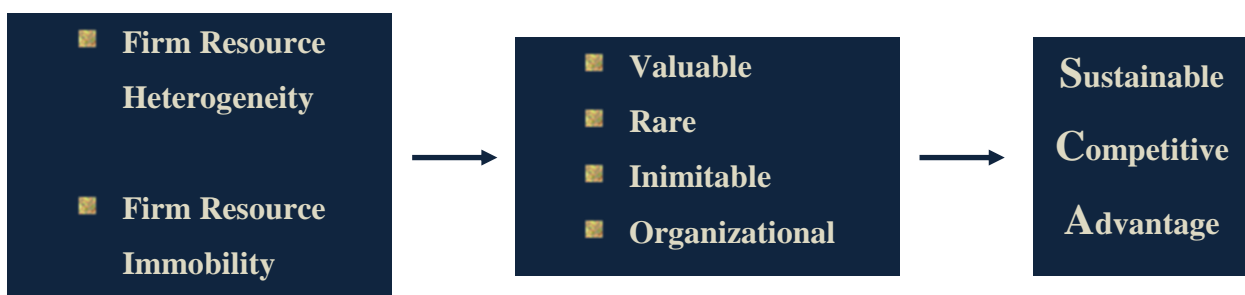 Firm Resource
Heterogeneity
Firm Resource
Immobility
Valuable
Rare
Inimitable
Organizational
Sustainable
Competitive
Advantage